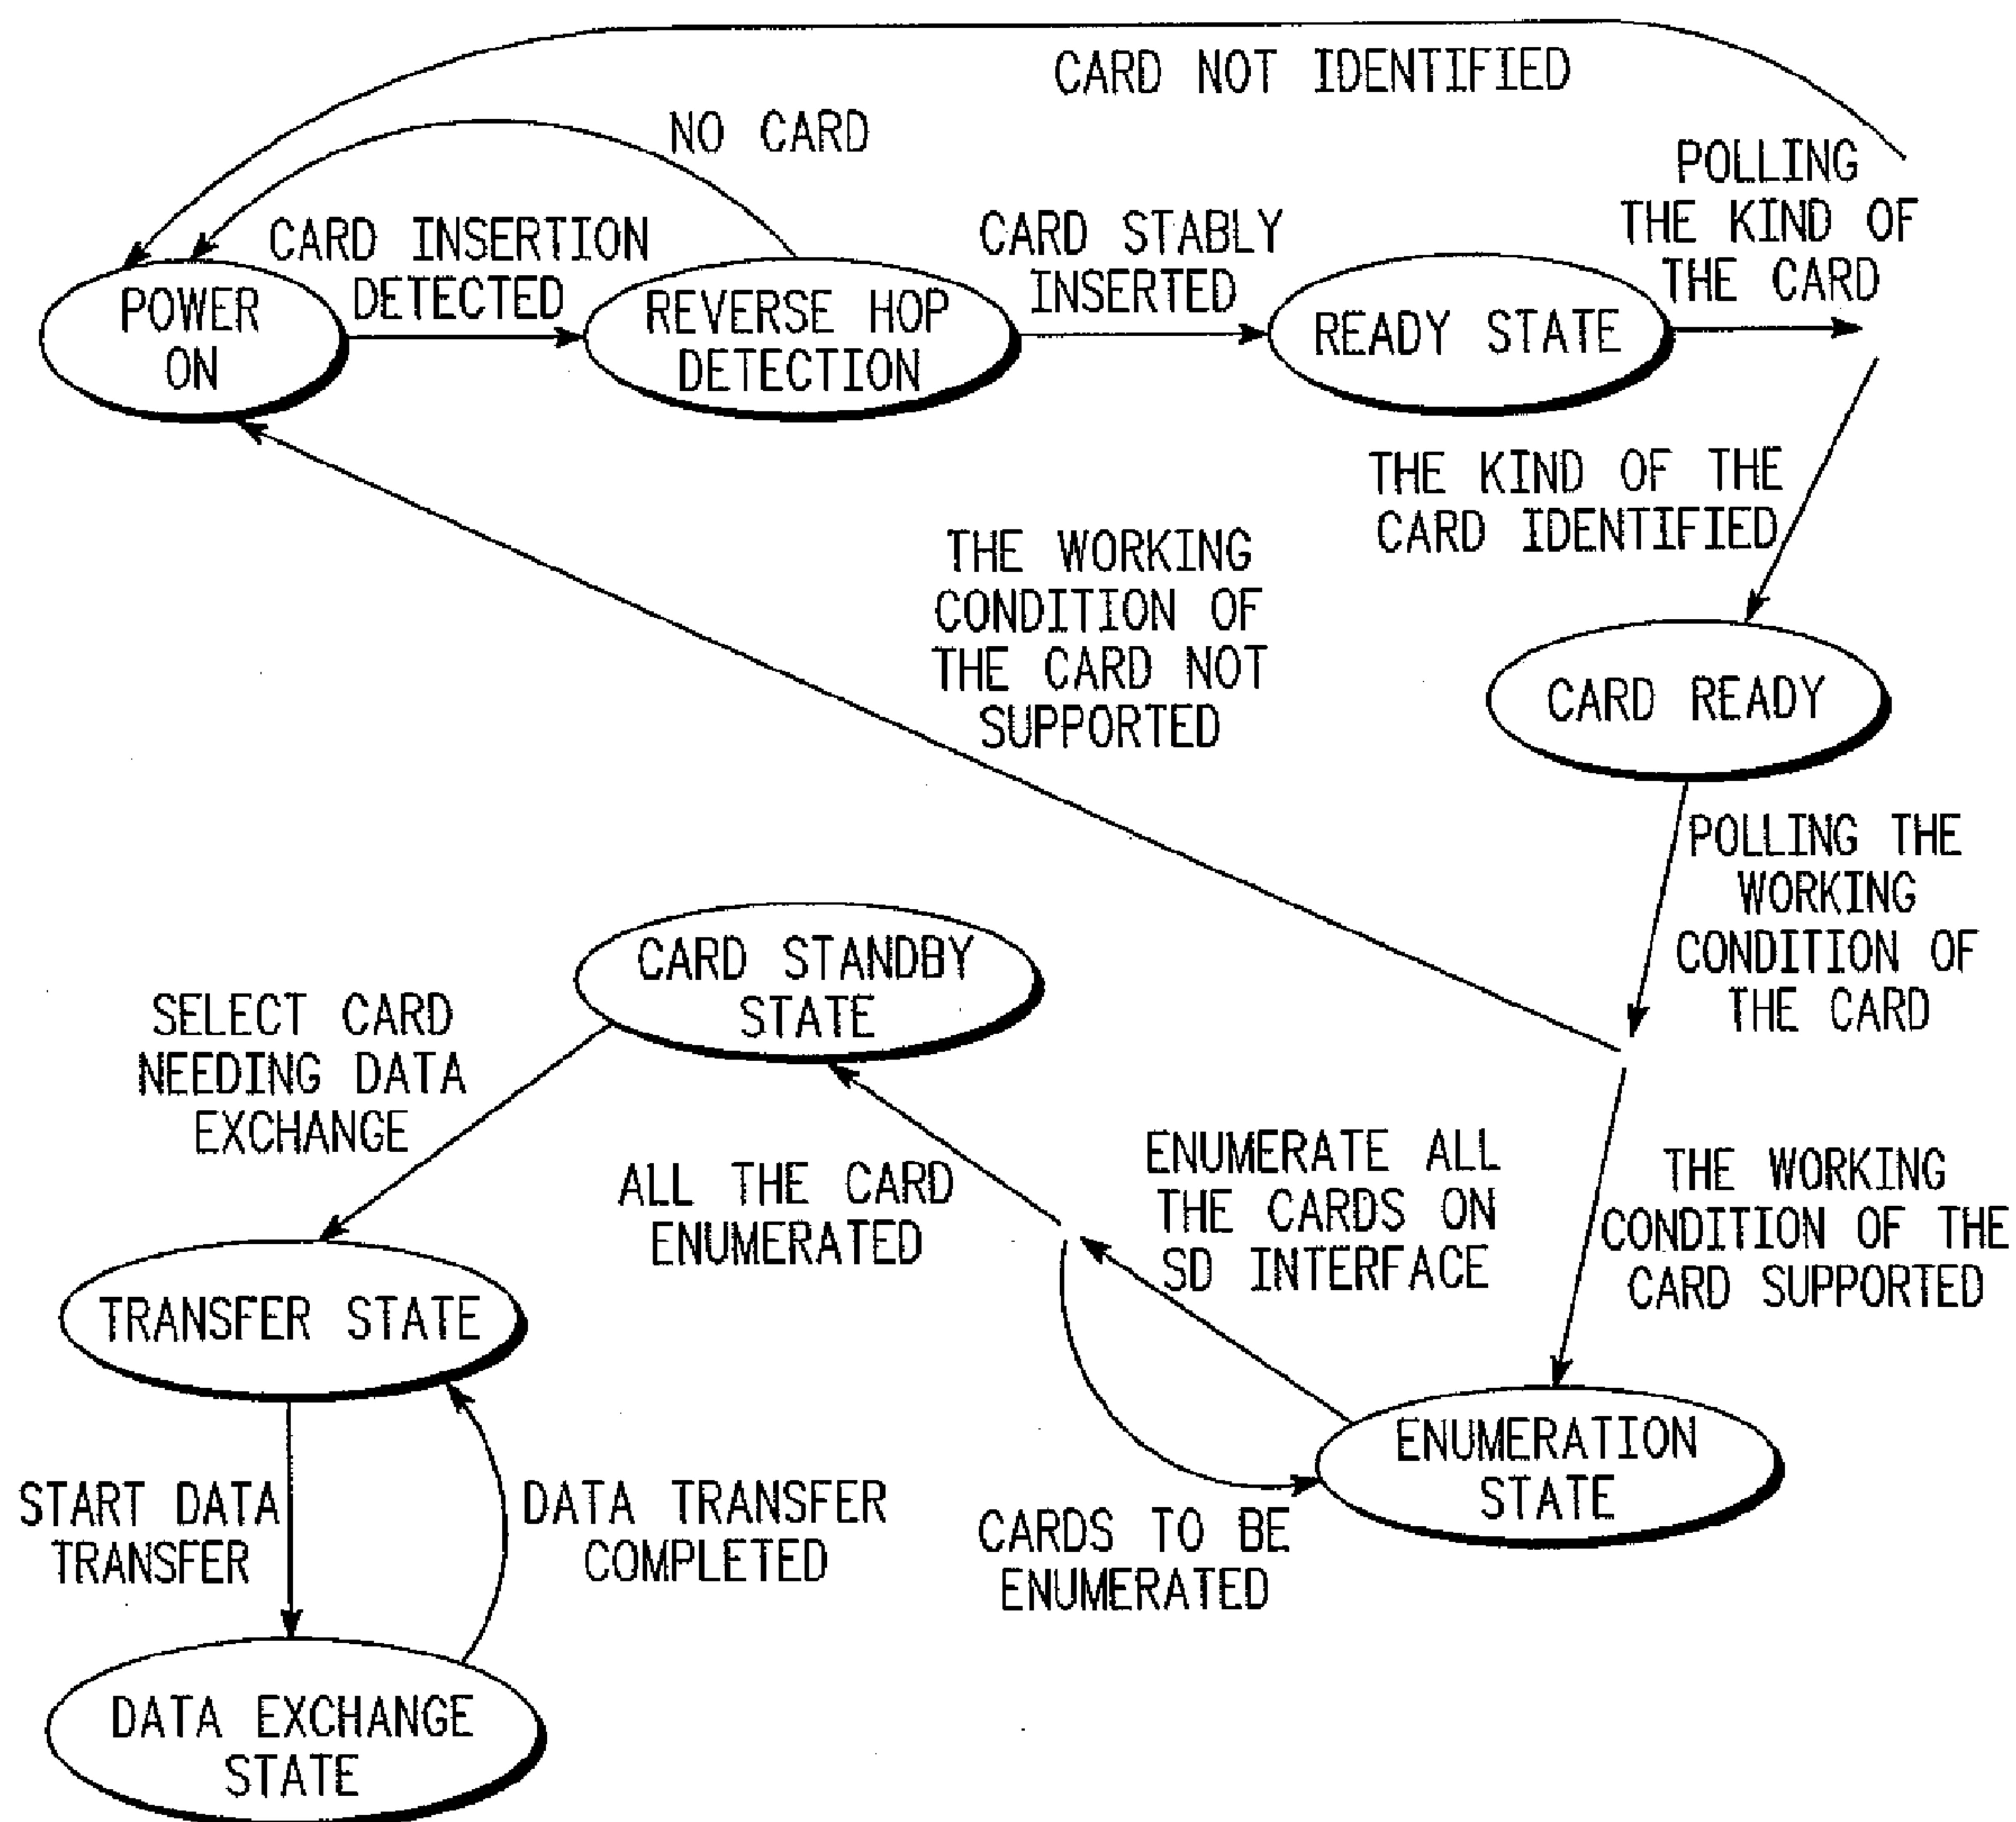 CARD NOT IDENTIFIED
NO CARD
POLLING
THE KIND OF
THE CARD
CARD INSERTION
DETECTED
CARD STABLY
INSERTED
POWER
ON
REVERSE HOP
DETECTION
READY STATE
THE KIND OF THE
CARD IDENTIFIED
THE WORKING
CONDITION OF
THE CARD NOT
SUPPORTED
CARD READY
POLLING THE
WORKING
CONDITION OF
THE CARD
CARD STANDBY
STATE
SELECT CARD
NEEDING DATA
EXCHANGE
ALL THE CARD
ENUMERATED
ENUMERATE ALL
THE CARDS ON
SD INTERFACE
THE WORKING
CONDITION OF THE
CARD SUPPORTED
TRANSFER STATE
ENUMERATION
STATE
START DATA
TRANSFER
DATA TRANSFER
COMPLETED
CARDS TO BE
ENUMERATED
DATA EXCHANGE
STATE